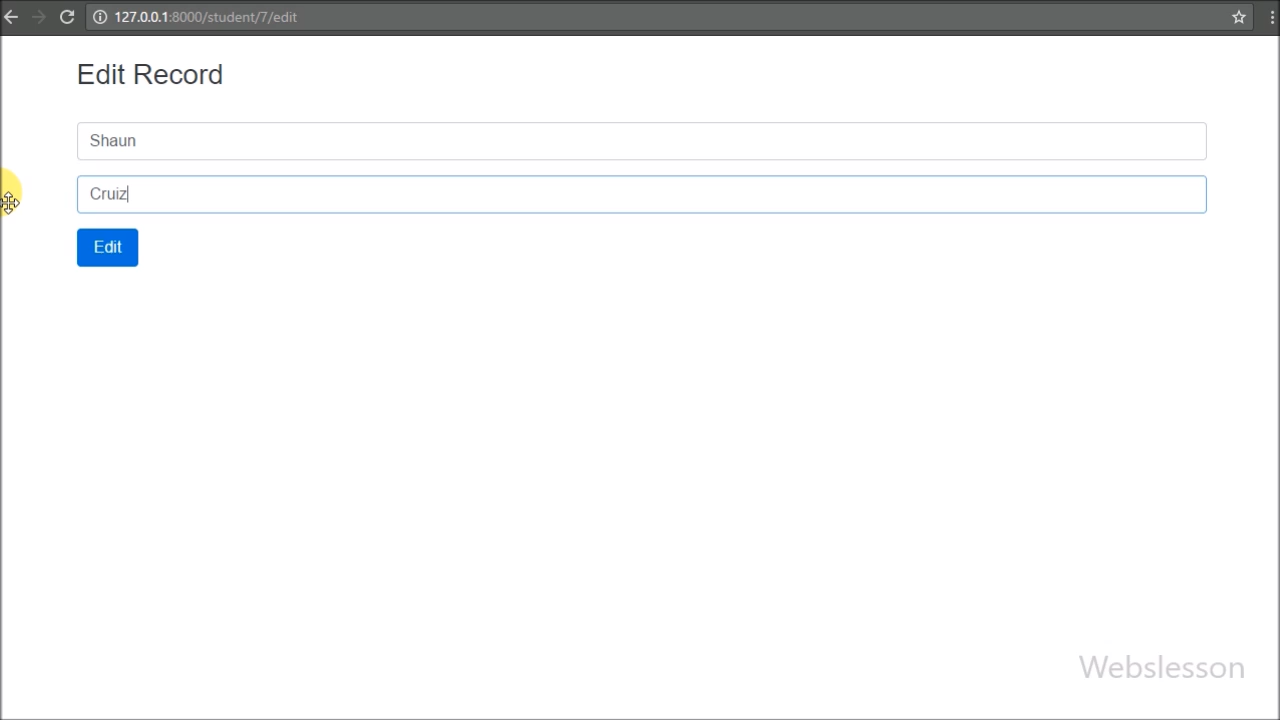 127.0.0.1:8000/student/7/edit
Edit Record
Shaun
Cruiz
Edit
Webslesson